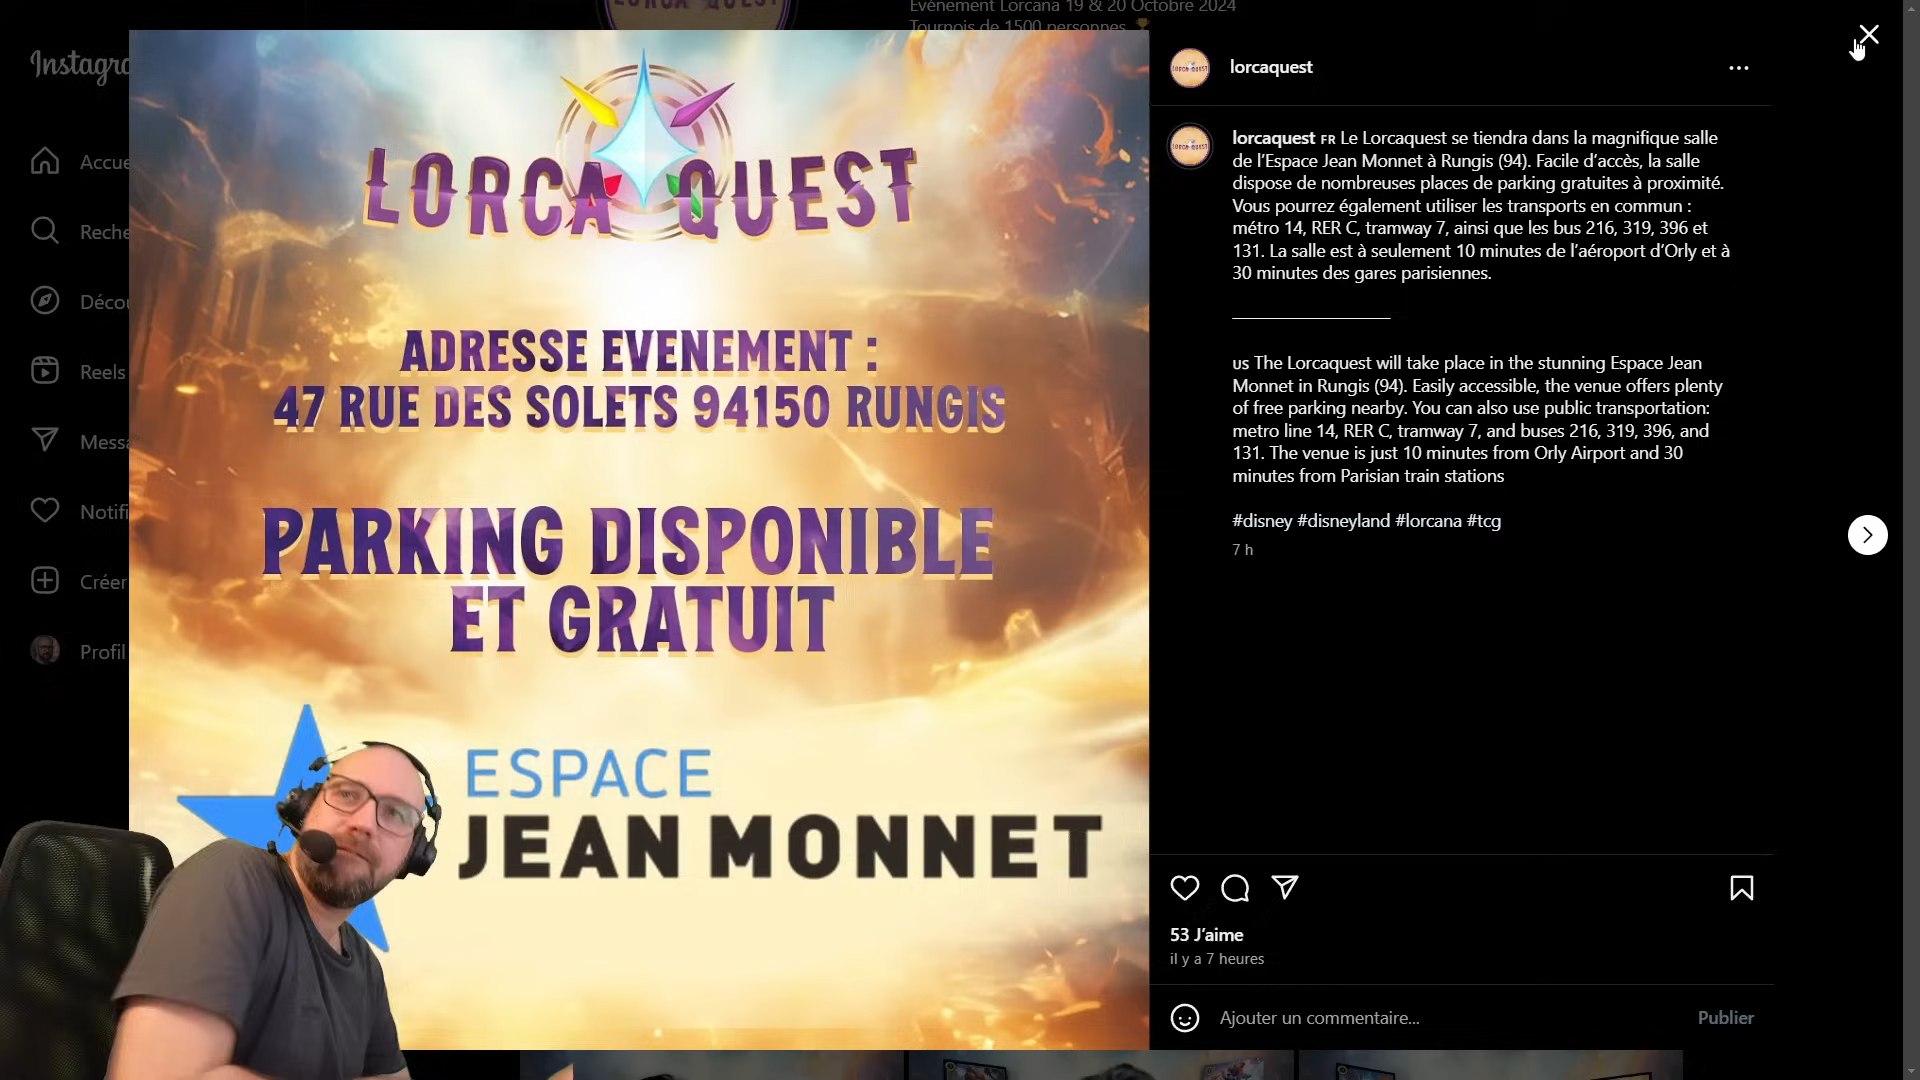 Evénement Lorcana 19 & 20 Octobre 2024
Tournois de 1500 personnes
Instagra
Accue
Reche
Décou
Reels
Messa
Notifi
Créer
Profil
LORCA QUEST
ADRESSE EVENEMENT :
47 RUE DES SOLETS 94150 RUNGIS
PARKING DISPONIBLE
ET GRATUIT
ESPACE
JEAN MONNET
lorcaquest
lorcaquest FR Le Lorcaquest se tiendra dans la magnifique salle
de l'Espace Jean Monnet à Rungis (94). Facile d'accès, la salle
dispose de nombreuses places de parking gratuites à proximité.
Vous pourrez également utiliser les transports en commun :
métro 14, RER C, tramway 7, ainsi que les bus 216, 319, 396 et
131. La salle est à seulement 10 minutes de l'aéroport d'Orly et à
30 minutes des gares parisiennes.
us The Lorcaquest will take place in the stunning Espace Jean
Monnet in Rungis (94). Easily accessible, the venue offers plenty
of free parking nearby. You can also use public transportation:
metro line 14, RER C, tramway 7, and buses 216, 319, 396, and
131. The venue is just 10 minutes from Orly Airport and 30
minutes from Parisian train stations
#disney #disneyland #lorcana #tcg
7 h
53 J'aime
il y a 7 heures
Ajouter un commentaire...
Publier